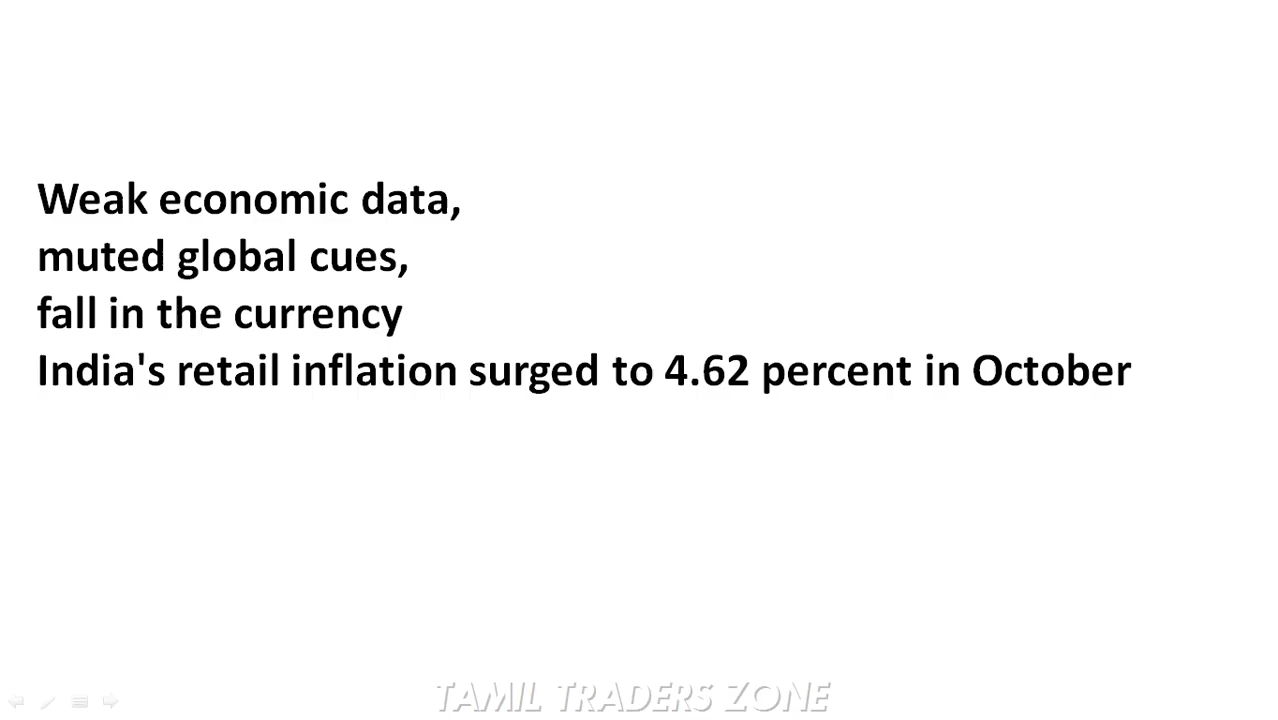 Weak economic data,
muted global cues,
fall in the currency
India's retail inflation surged to 4.62 percent in October
TAMIL TRADERS ZONE